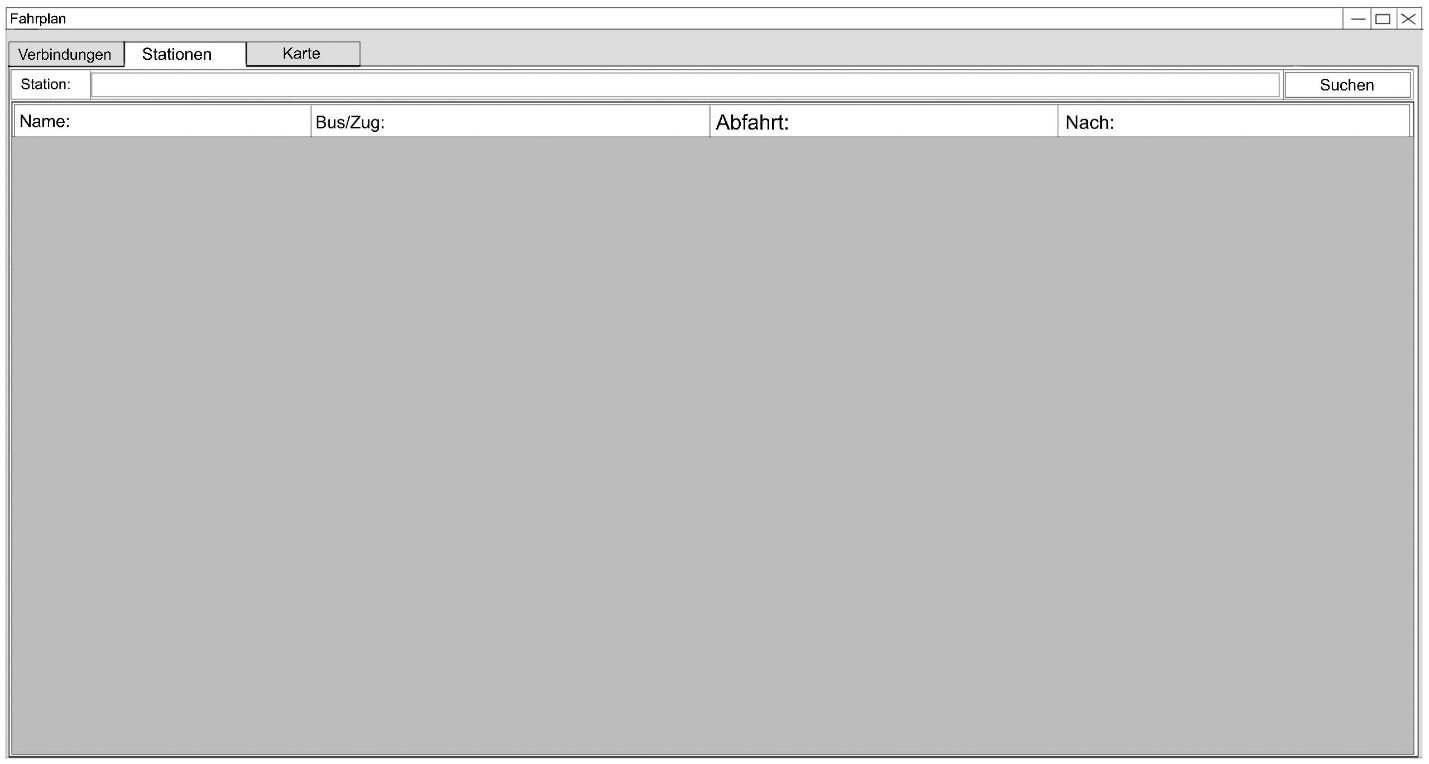 Fahrplan
Verbindungen Stationen Karte
Station: Suchen
Name: Bus/Zug: Abfahrt: Nach: